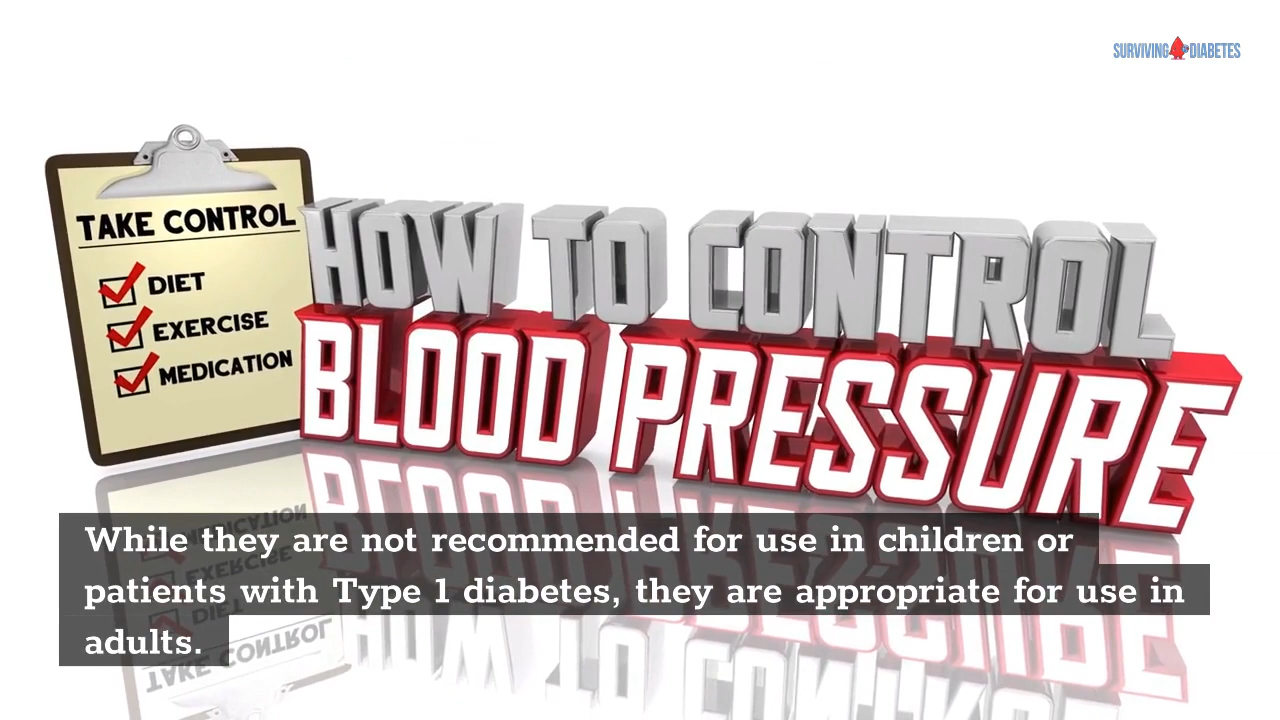 SURVIVING DIABETES
TAKE CONTROL
DIET
EXERCISE
MEDICATION
HOW TO CONTROL
BLOOD PRESSURE
While they are not recommended for use in children or
patients with Type 1 diabetes, they are appropriate for use in
adults.